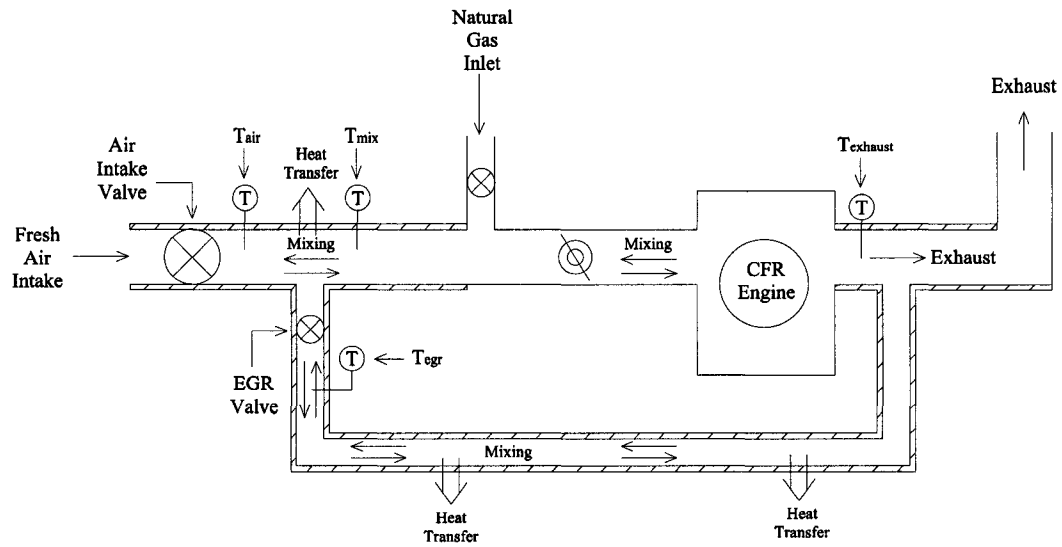 Natural
Gas
Inlet
Exhaust
Air
Intake
Valve
Tair
Heat
Transfer
Tmix
Texhaust
T
T
T
Fresh
Air
Intake
Mixing
Mixing
CFR
Engine
Exhaust
EGR
Valve
T
Tegr
Mixing
Heat
Transfer
Heat
Transfer